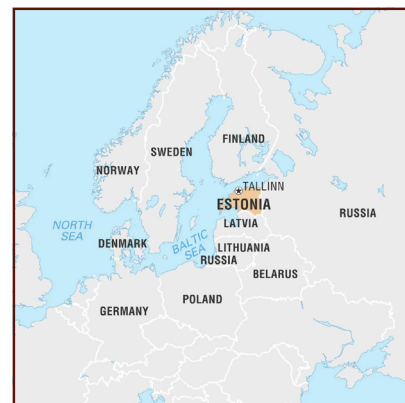 FINLAND
SWEDEN
NORWAY
TALLINN
ESTONIA
RUSSIA
LATVIA
NORTH
SEA
DENMARK
BALTIC
SEA
LITHUANIA
RUSSIA
BELARUS
POLAND
GERMANY